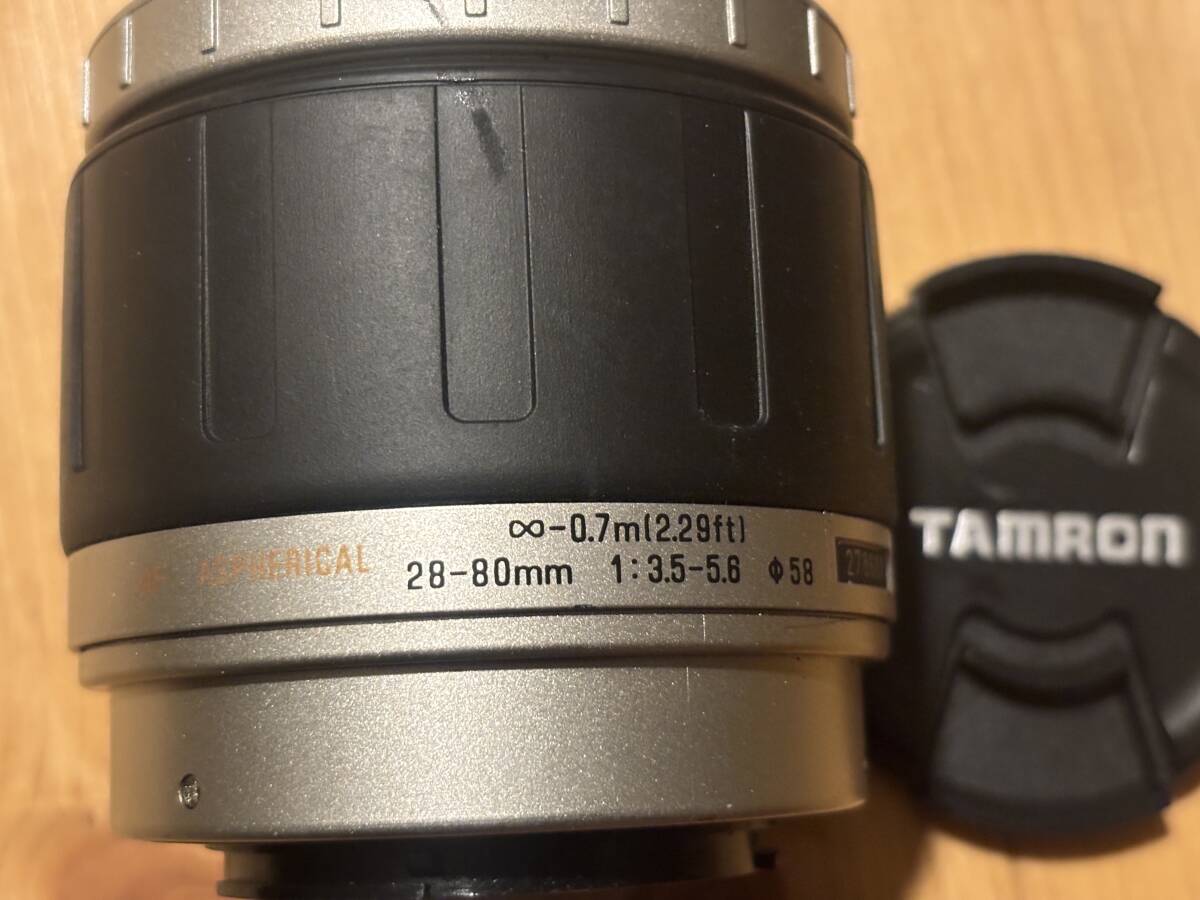 ∞-0.7m(2.29ft)
ASPHERICAL 28-80mm 1:3.5-5.6 Φ58
TAMRON